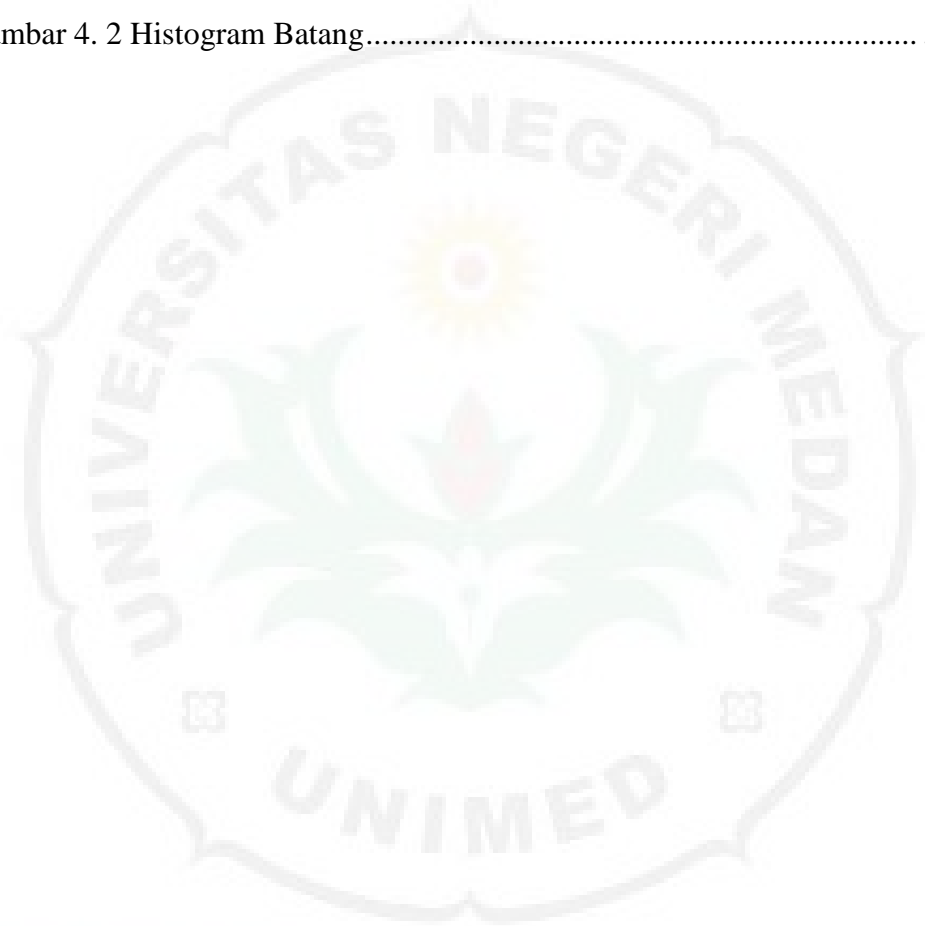 mbar 4. 2 Histogram Batang.....................................................................
UNIVERSITAS NEGERI MEDAN
UNIMED